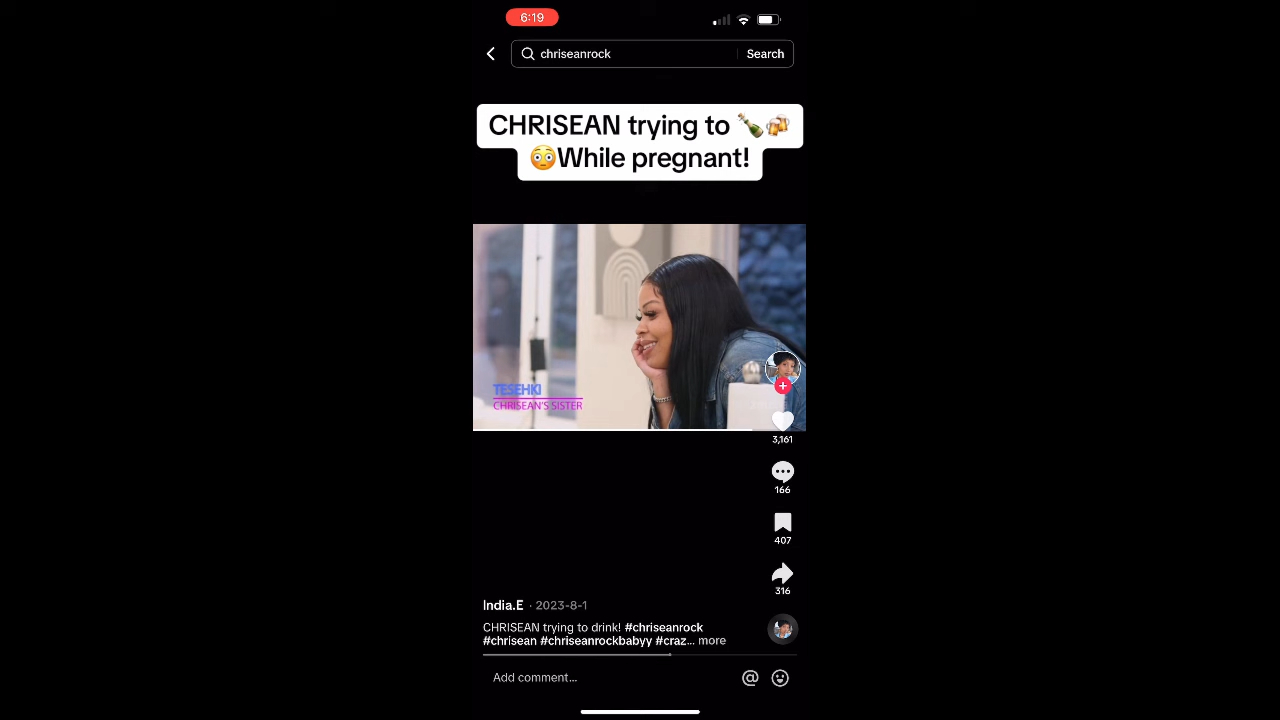 6:19
chriseanrock
Search
CHRISEAN trying to 🍾🍻
😳While pregnant!
TESEHKI
CHRISEAN'S SISTER
3,161
166
407
316
India.E · 2023-8-1
CHRISEAN trying to drink! #chriseanrock
#chrisean #chriseanrockbabyy #craz... more
Add comment...